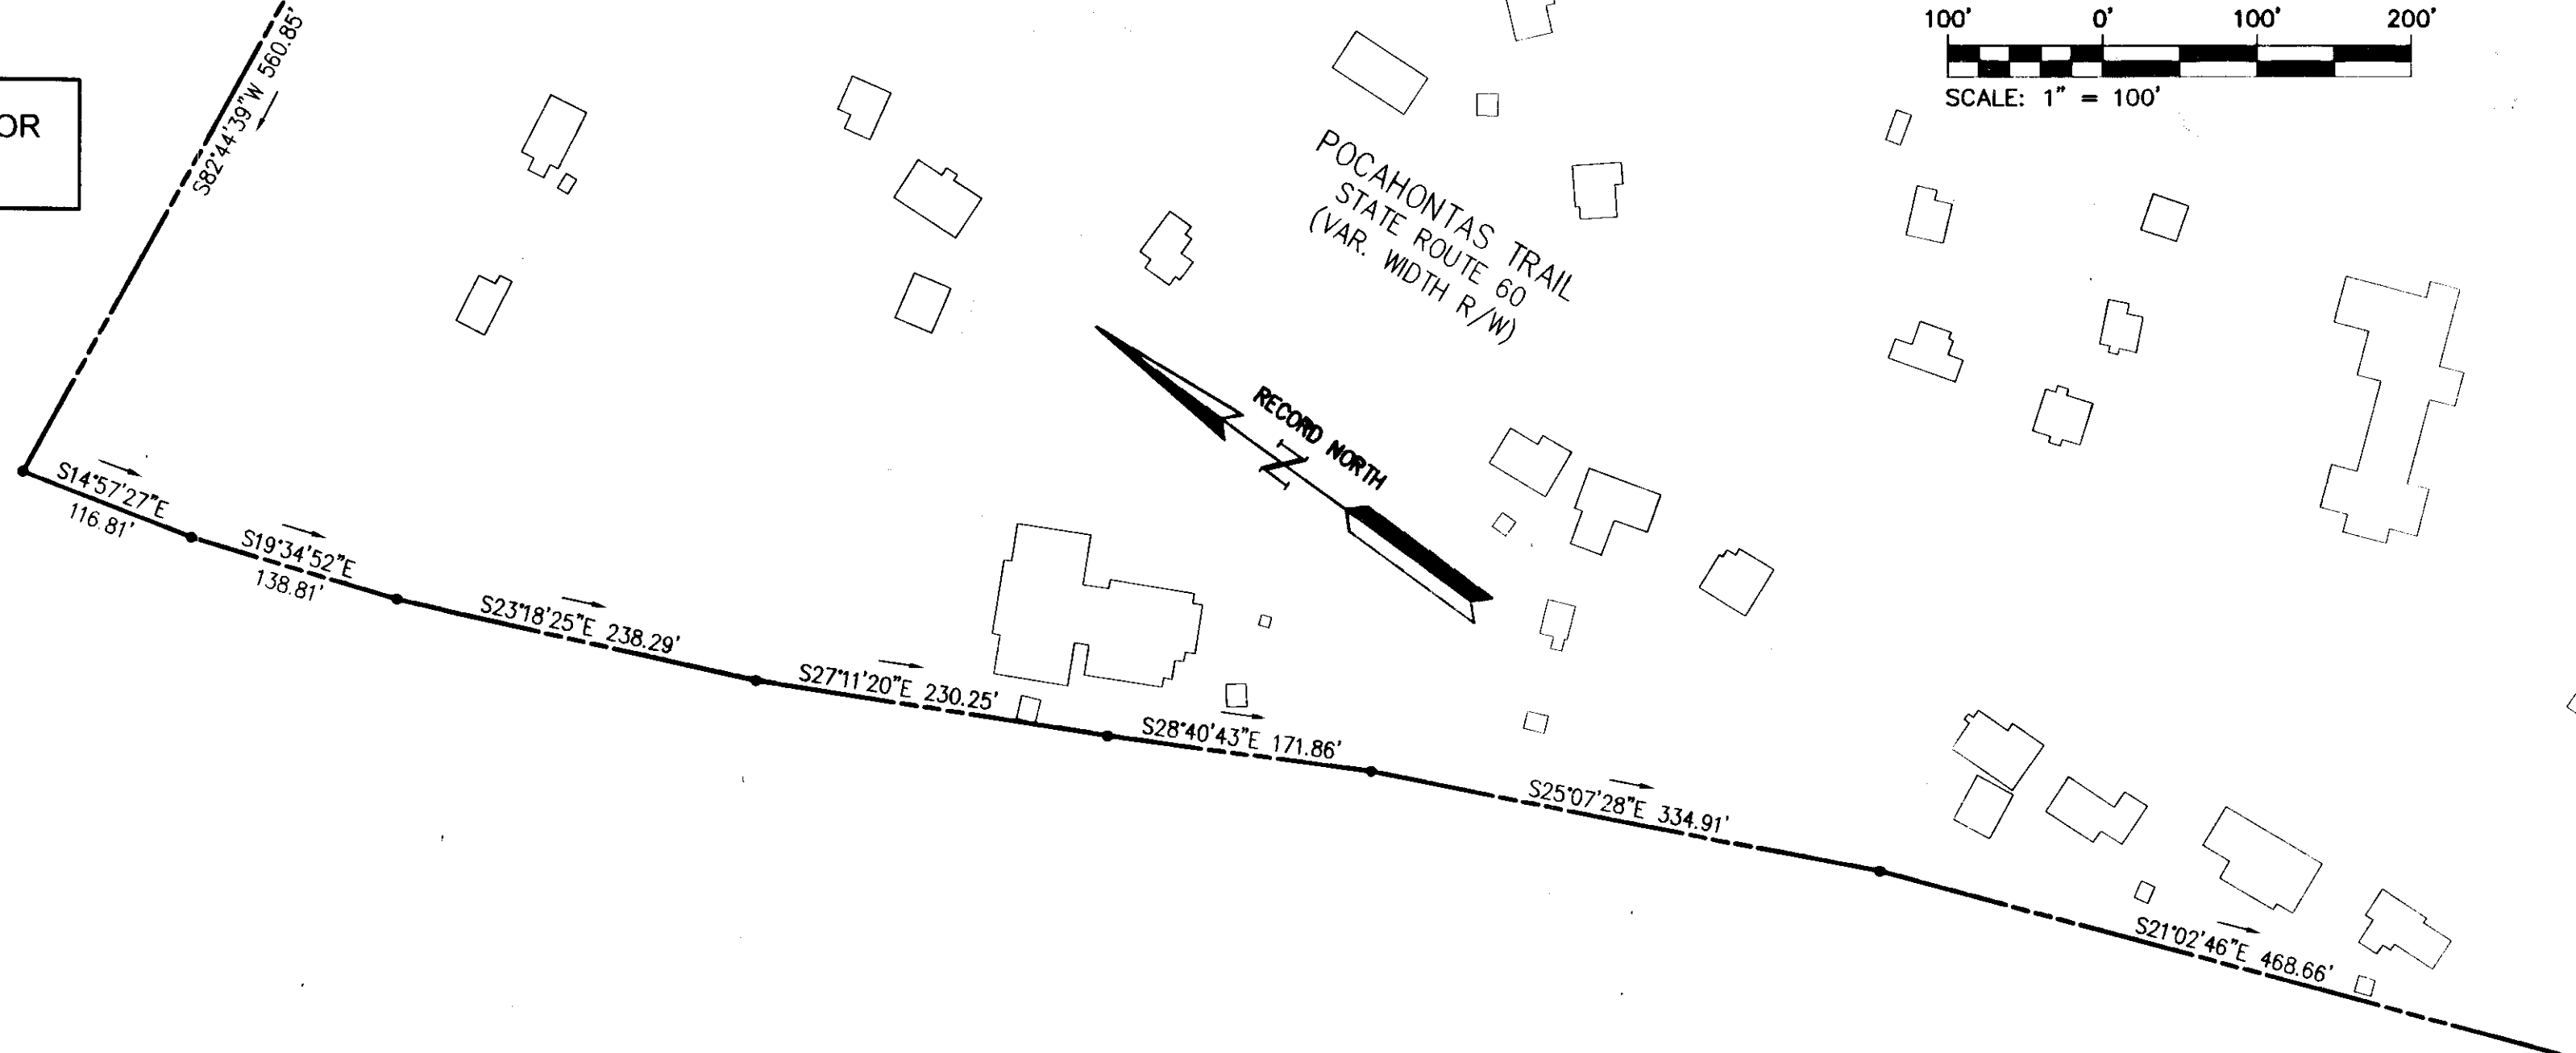 100' 0' 100' 200'
SCALE: 1" = 100'
OR
S82°44'39"W 560.85'
POCAHONTAS TRAIL
STATE ROUTE 60
(VAR. WIDTH R/W)
RECORD NORTH
N
S14°57'27"E
116.81'
S19°34'52"E
138.81'
S23°18'25"E 238.29'
S27°11'20"E 230.25'
S28°40'43"E 171.86'
S25°07'28"E 334.91'
S21°02'46"E 468.66'